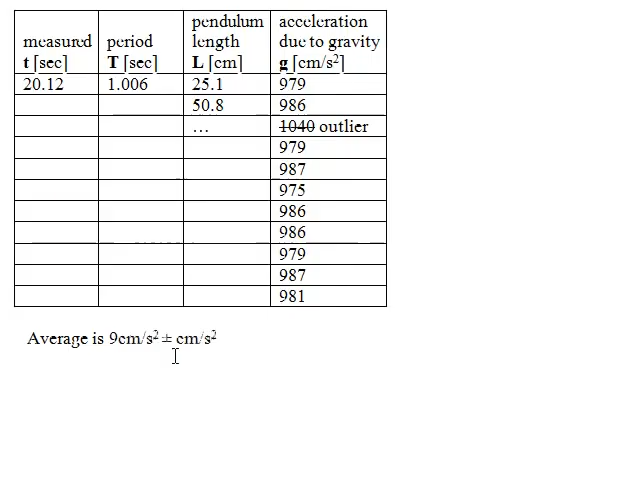 pendulum acceleration
measured period length due to gravity
t [sec] T [sec] L [cm] g [cm/s²]
20.12 1.006 25.1 979
50.8 986
... 1040 outlier
979
987
975
986
986
979
987
981
Average is 9cm/s² ± cm/s²